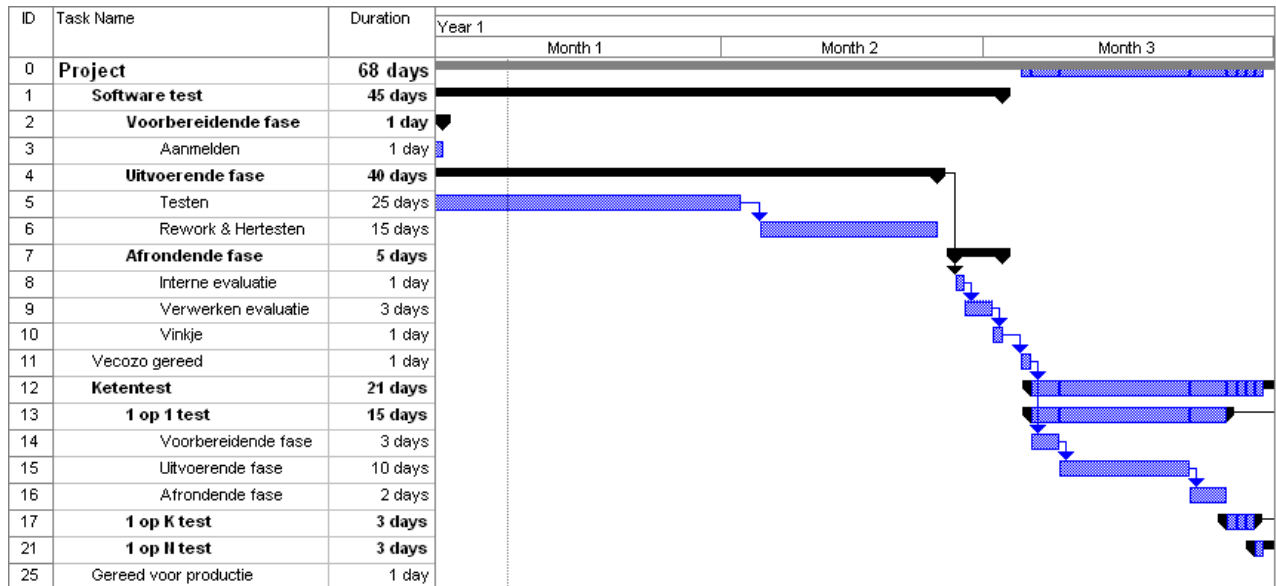 ID Task Name Duration Year 1
Month 1 Month 2 Month 3
0 Project 68 days
1 Software test 45 days
2 Voorbereidende fase 1 day
3 Aanmelden 1 day
4 Uitvoerende fase 40 days
5 Testen 25 days
6 Rework & Hertesten 15 days
7 Afrondende fase 5 days
8 Interne evaluatie 1 day
9 Verwerken evaluatie 3 days
10 Vinkje 1 day
11 Vecozo gereed 1 day
12 Ketentest 21 days
13 1 op 1 test 15 days
14 Voorbereidende fase 3 days
15 Uitvoerende fase 10 days
16 Afrondende fase 2 days
17 1 op K test 3 days
21 1 op N test 3 days
25 Gereed voor productie 1 day